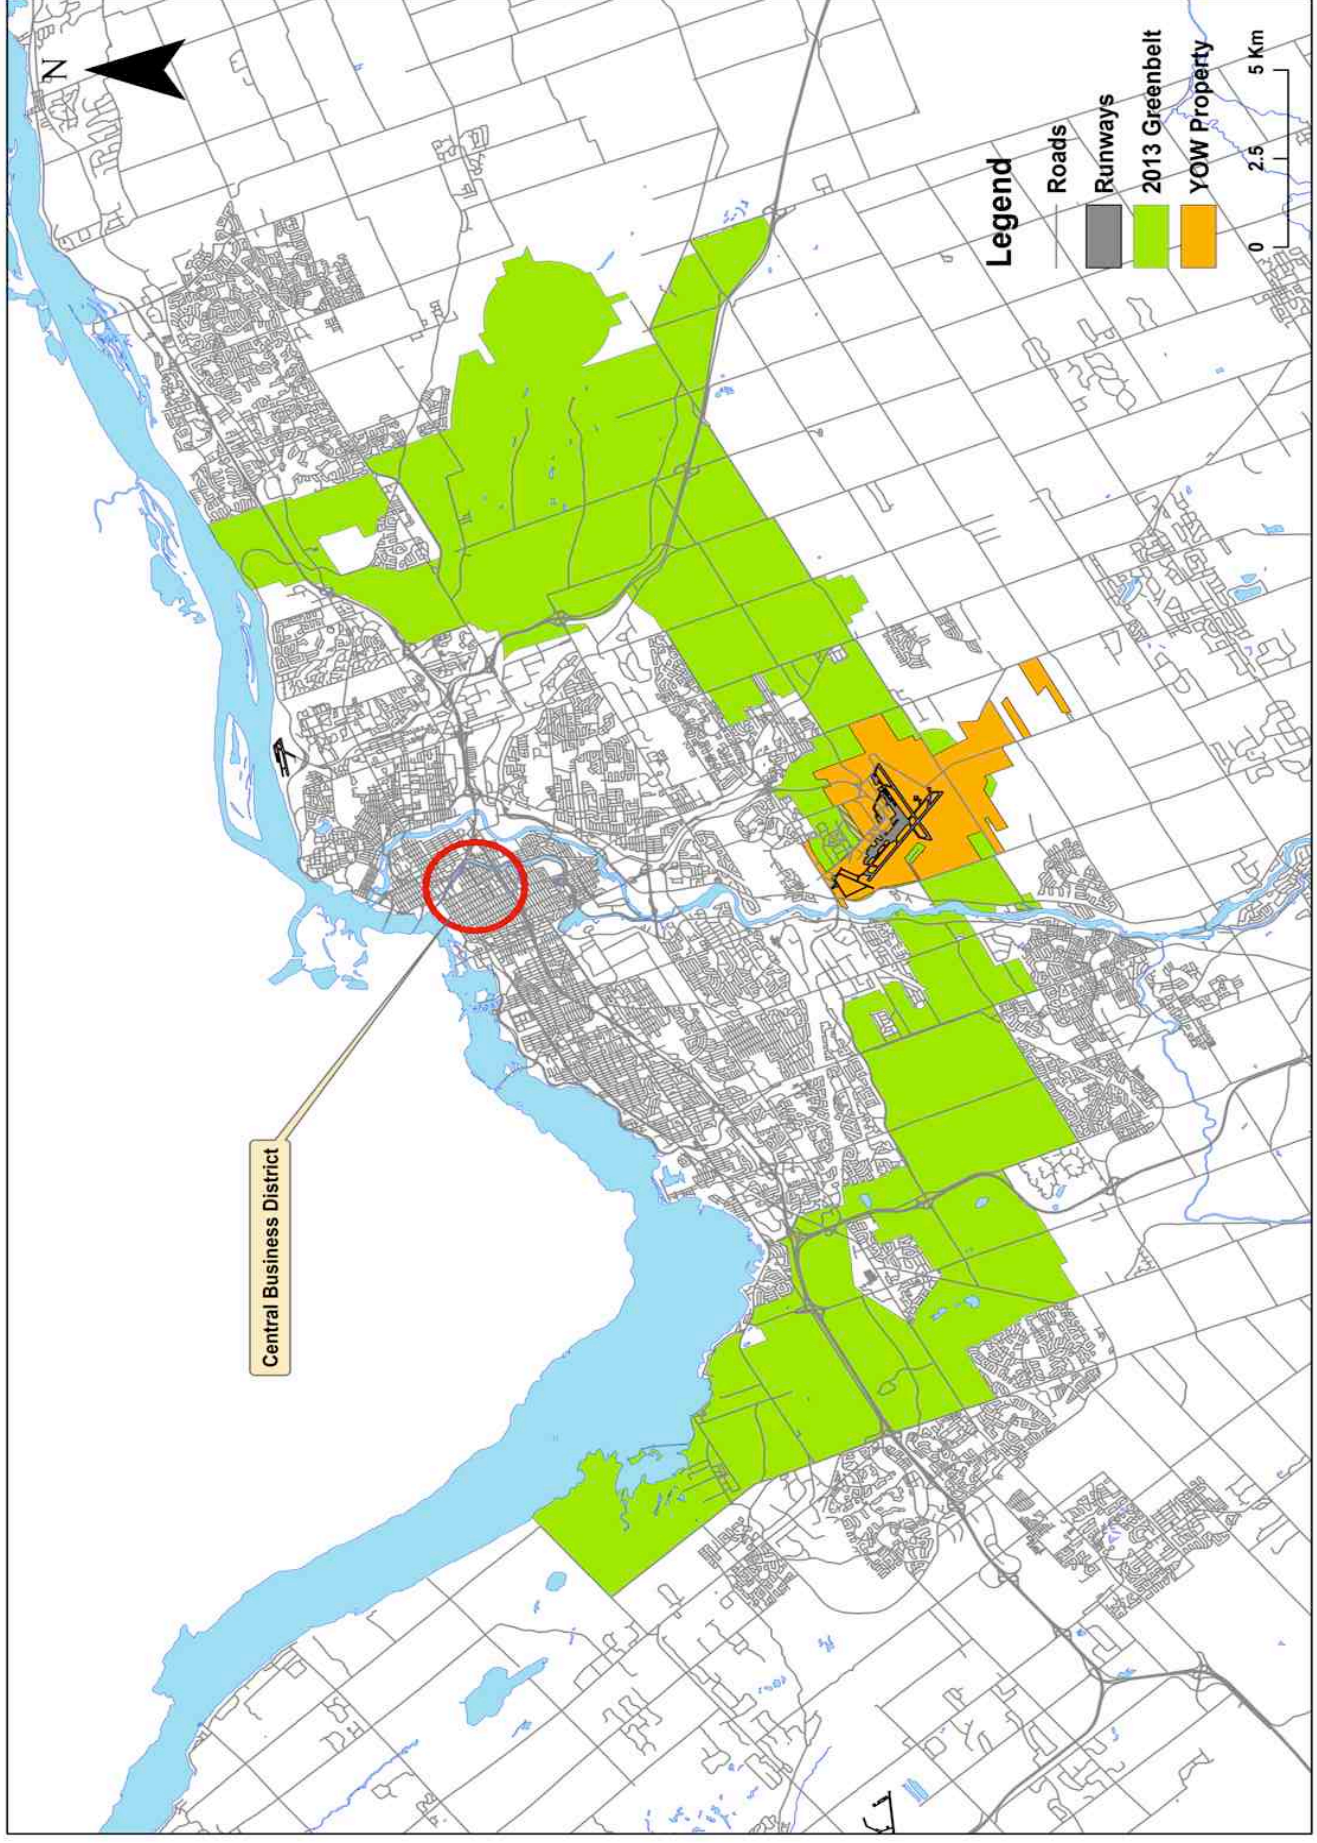 N
Central Business District
Legend
Roads
Runways
2013 Greenbelt
YOW Property
0 2.5 5 Km